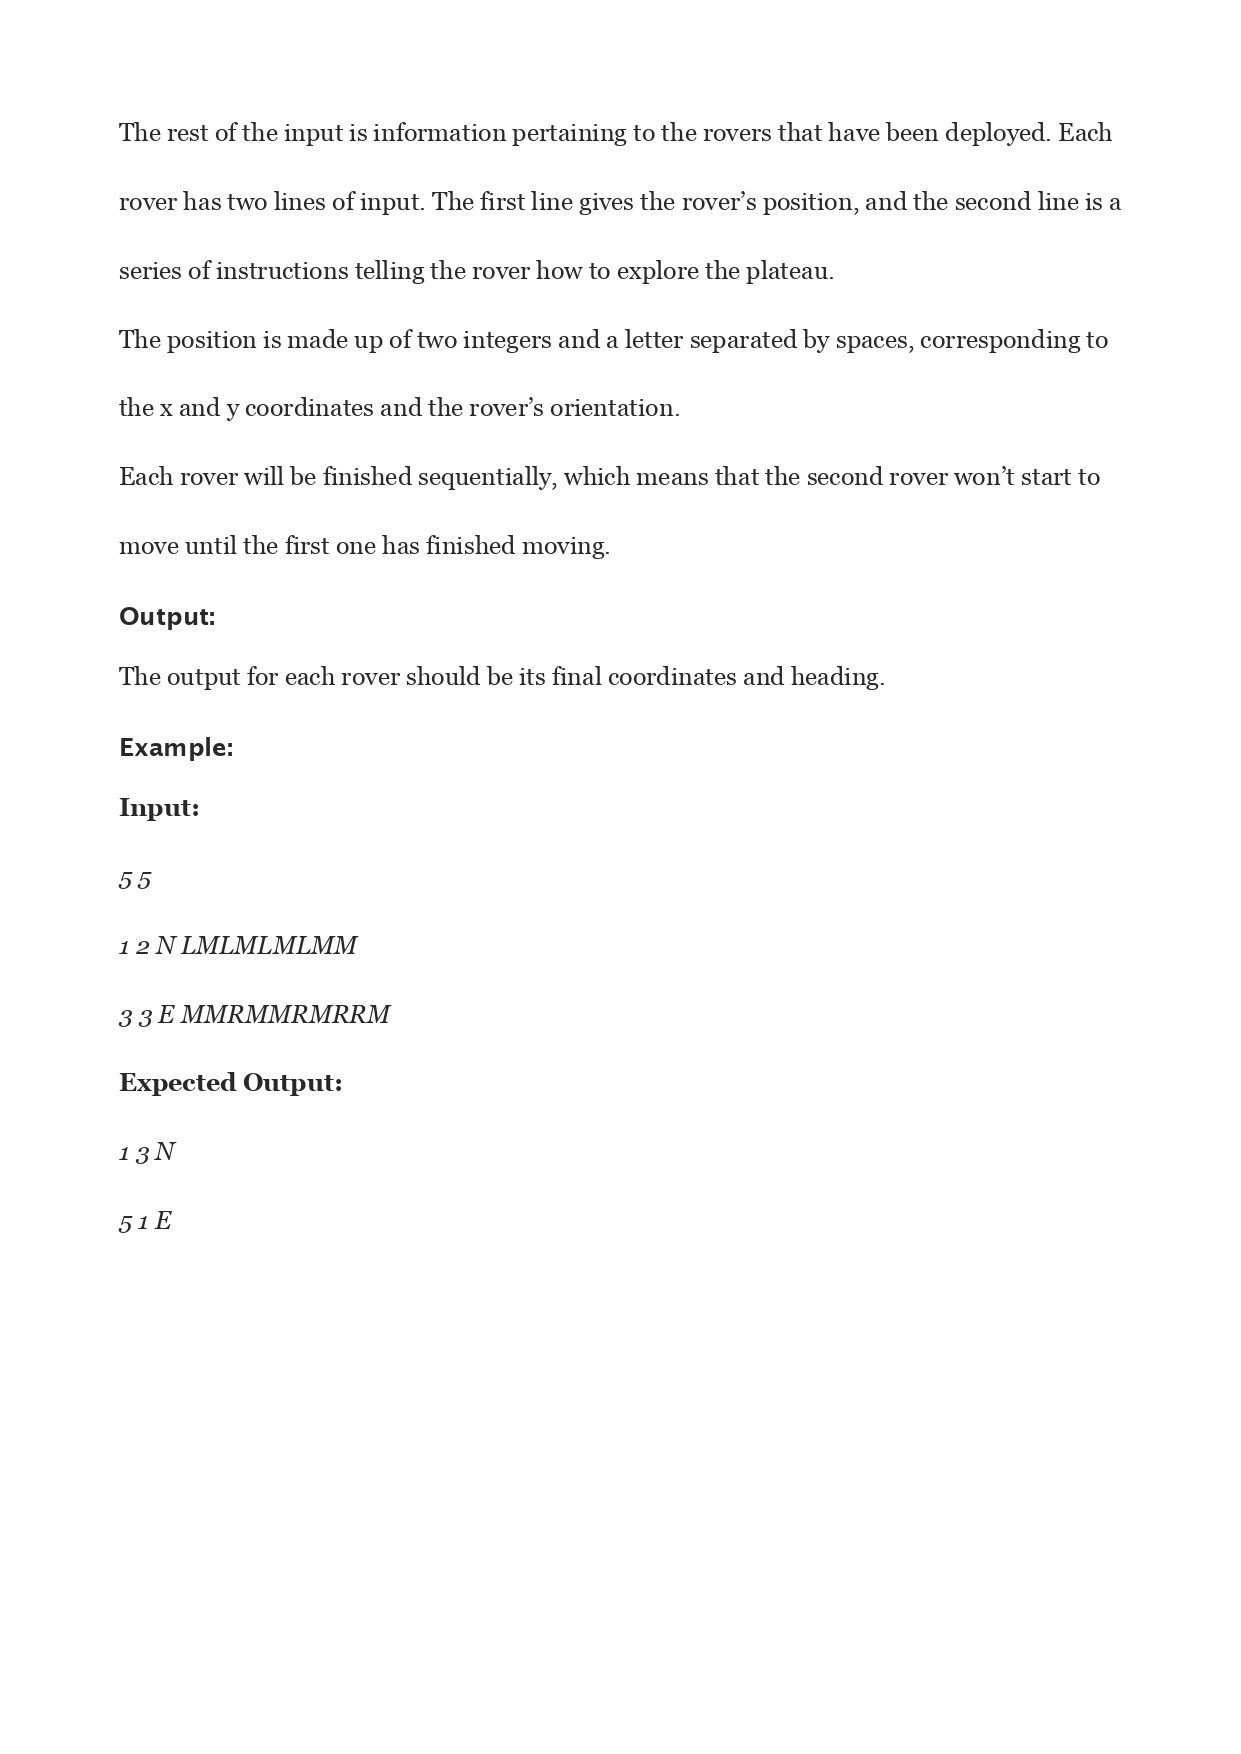 The rest of the input is information pertaining to the rovers that have been deployed. Each
rover has two lines of input. The first line gives the rover’s position, and the second line is a
series of instructions telling the rover how to explore the plateau.
The position is made up of two integers and a letter separated by spaces, corresponding to
the x and y coordinates and the rover’s orientation.
Each rover will be finished sequentially, which means that the second rover won’t start to
move until the first one has finished moving.
Output:
The output for each rover should be its final coordinates and heading.
Example:
Input:
5 5
1 2 N LMLMLMLMM
3 3 E MMRMMRMRRM
Expected Output:
1 3 N
5 1 E